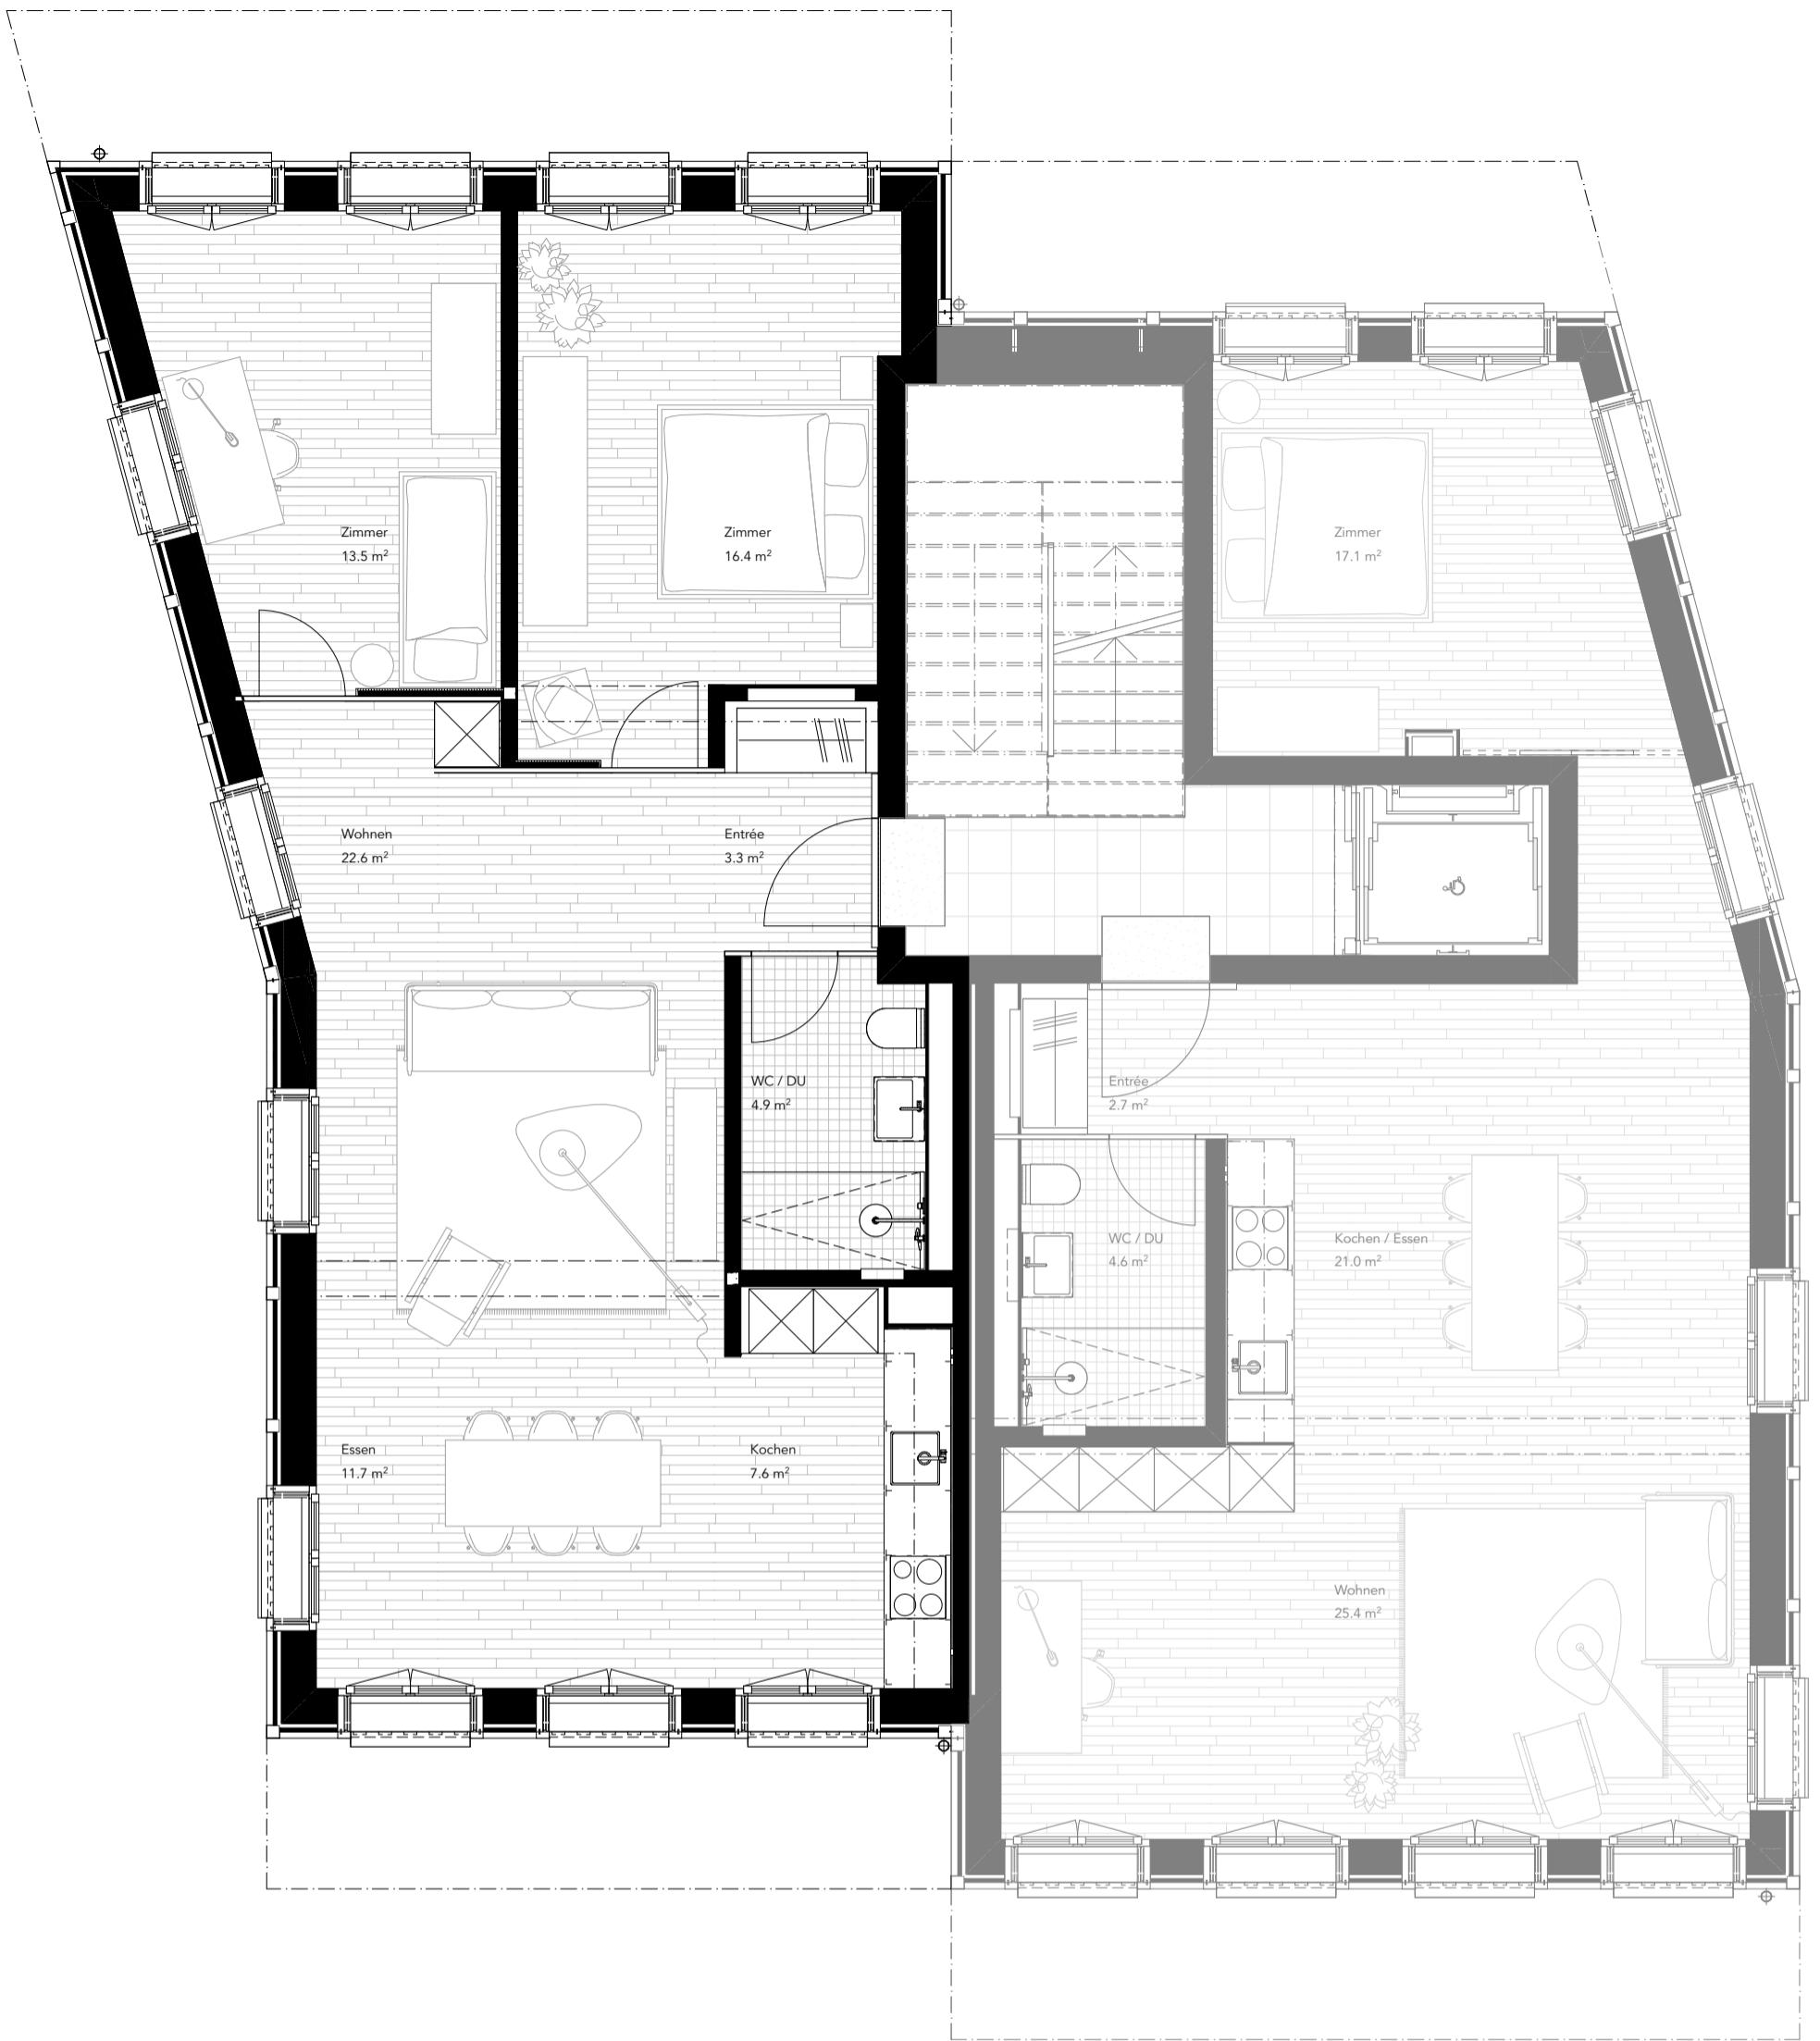 Zimmer
13.5 m²
Zimmer
16.4 m²
Zimmer
17.1 m²
Wohnen
22.6 m²
Entrée
3.3 m²
WC / DU
4.9 m²
Entrée
2.7 m²
WC / DU
4.6 m²
Kochen / Essen
21.0 m²
Essen
11.7 m²
Kochen
7.6 m²
Wohnen
25.4 m²